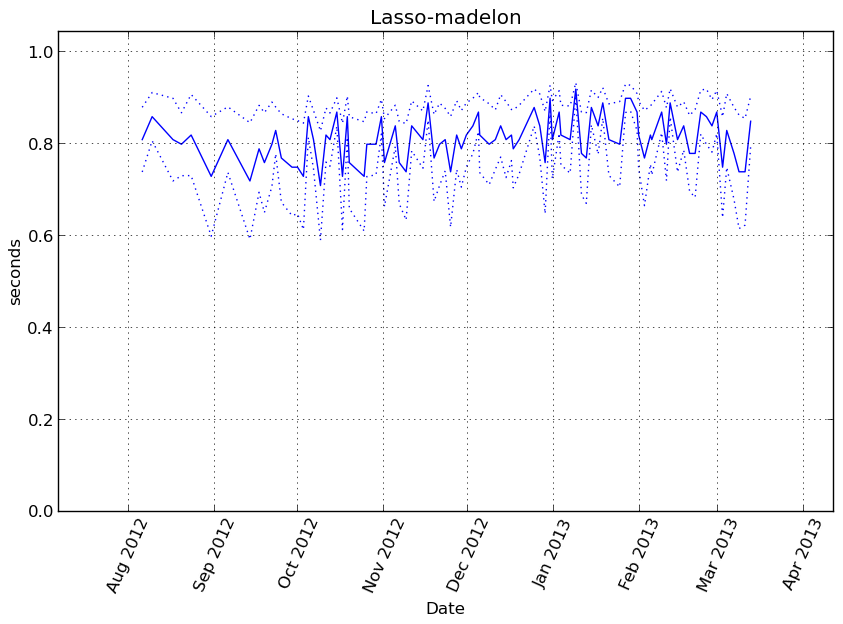 Lasso-madelon
1.0
0.8
0.6
0.4
0.2
0.0
seconds
Aug 2012
Sep 2012
Oct 2012
Nov 2012
Dec 2012
Jan 2013
Feb 2013
Mar 2013
Apr 2013
Date